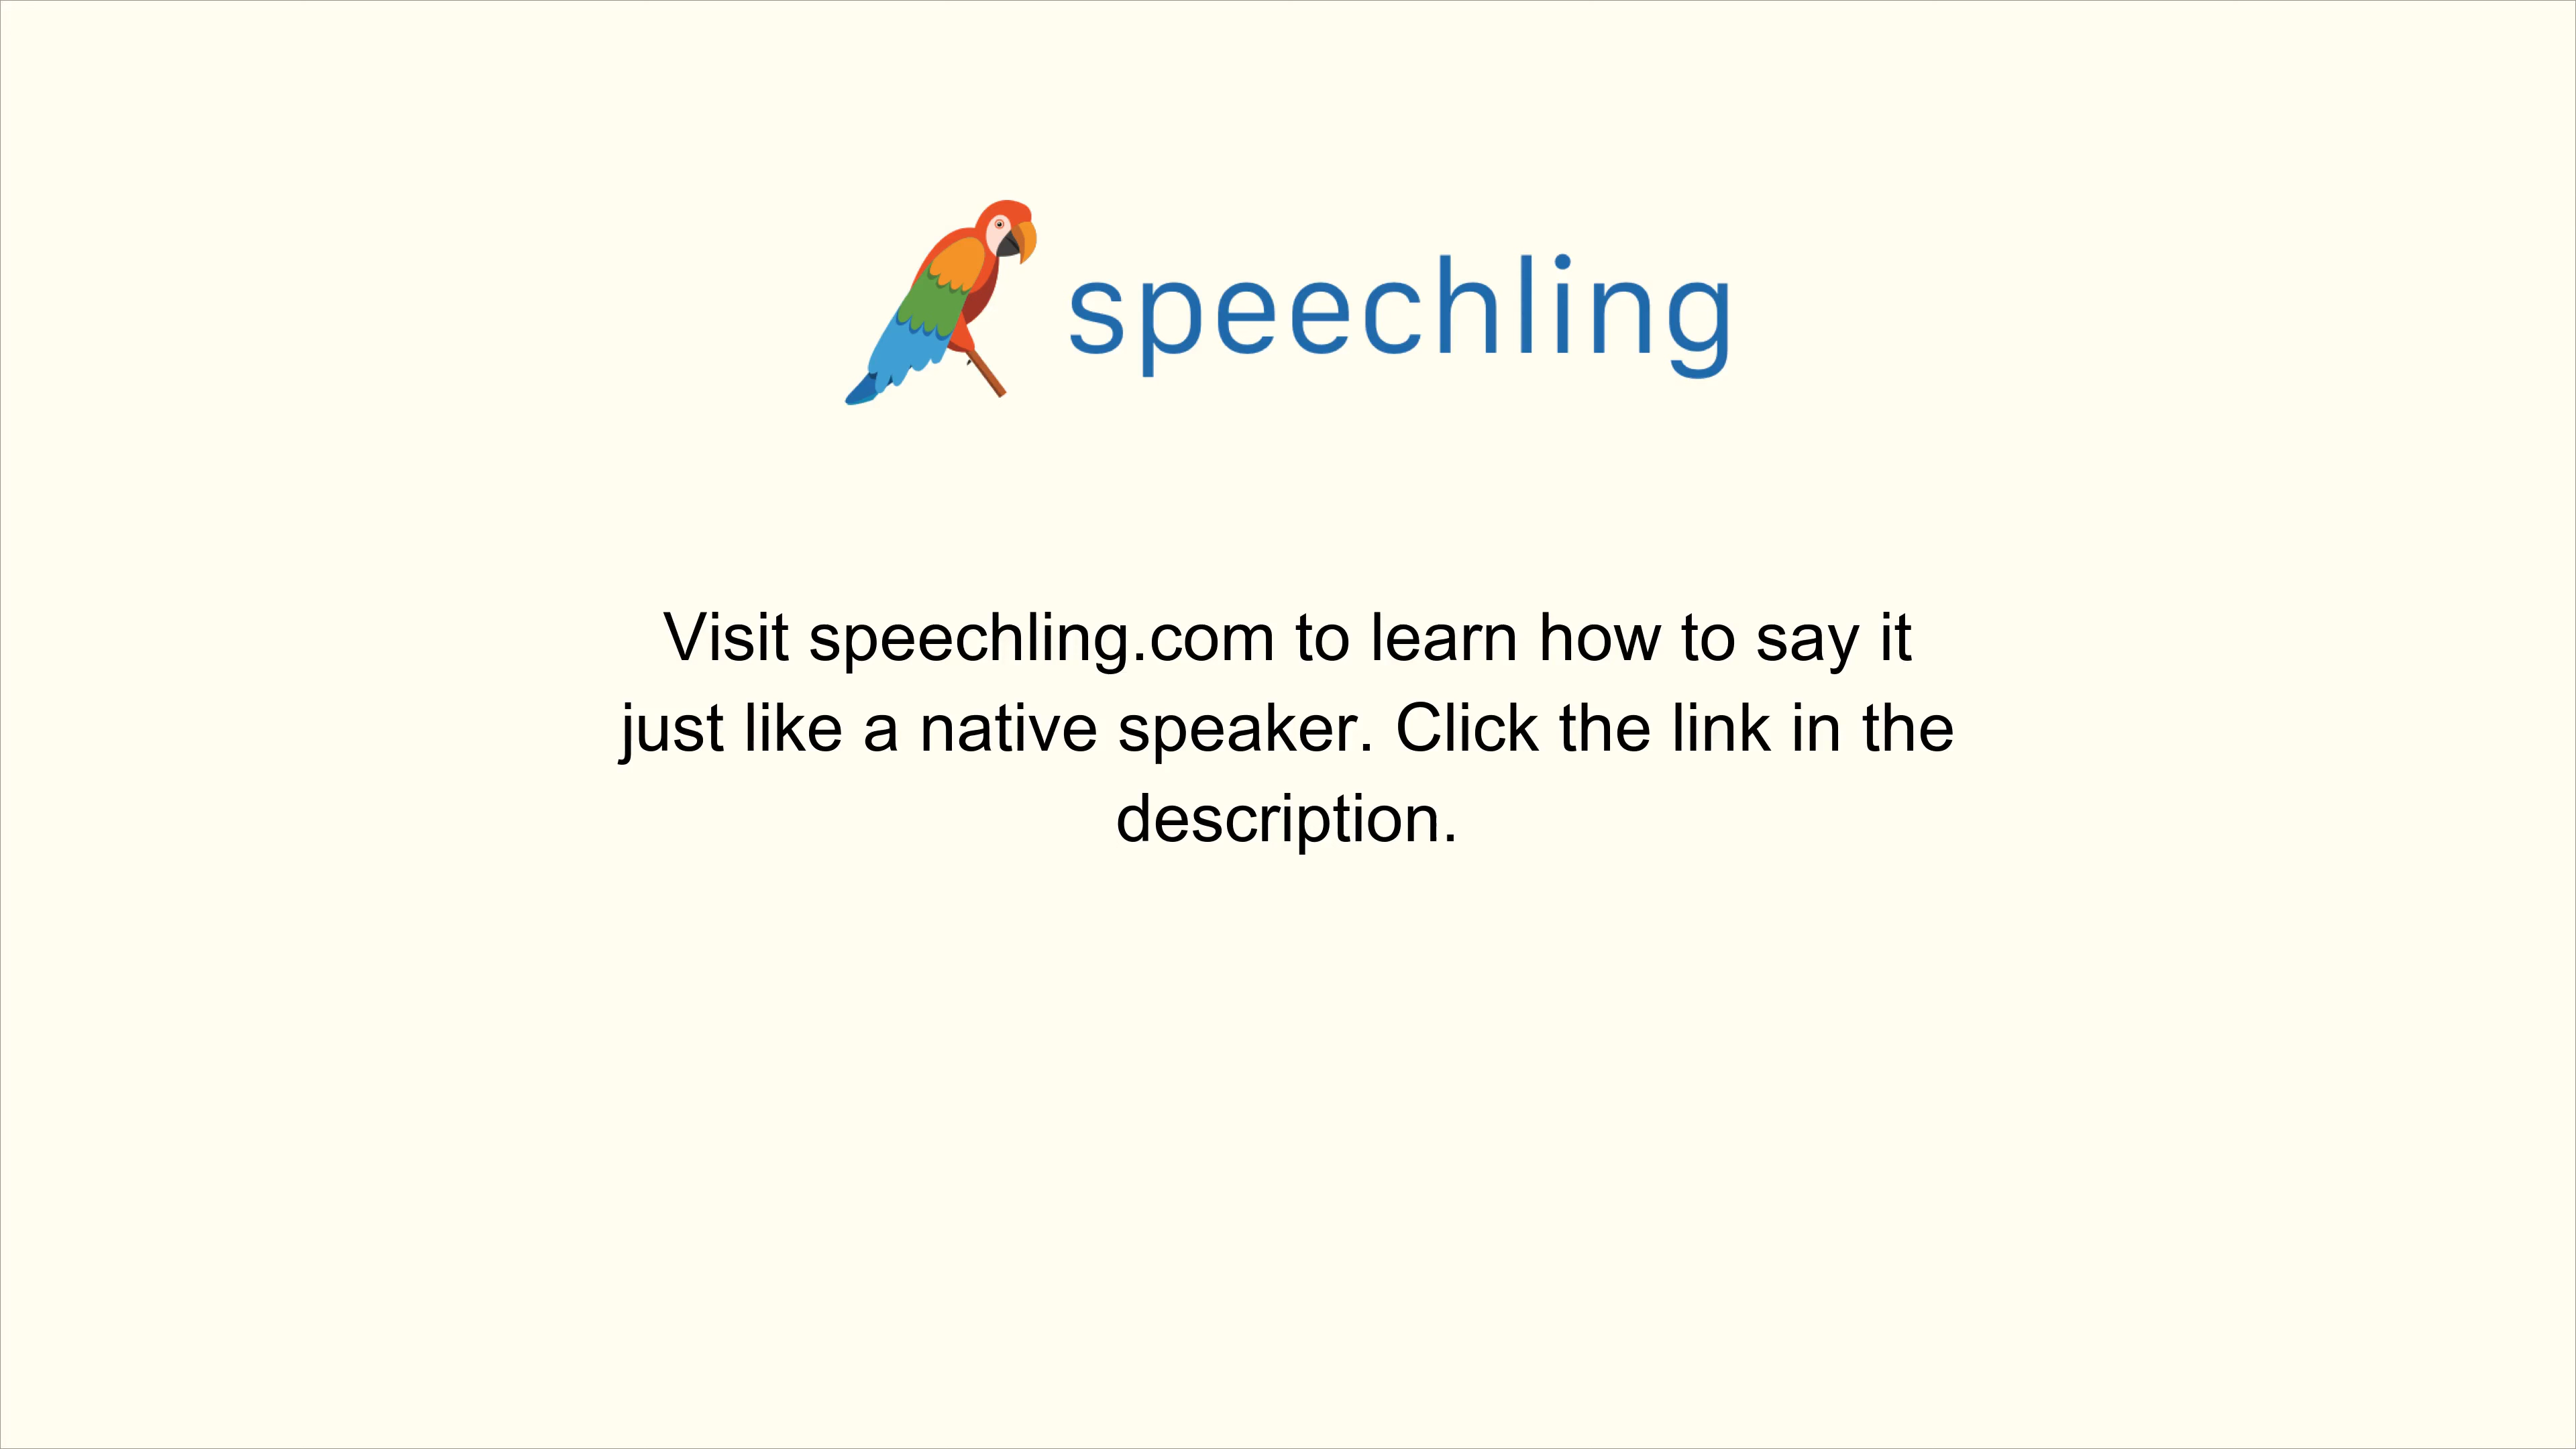 speechling
Visit speechling.com to learn how to say it
just like a native speaker. Click the link in the
description.